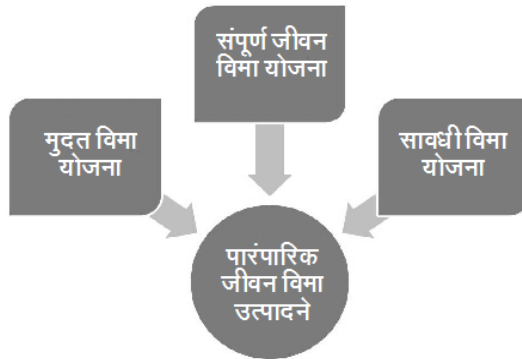 संपूर्ण जीवन
विमा योजना
मुदत विमा
योजना
सावधी विमा
योजना
पारंपारिक
जीवन विमा
उत्पादने